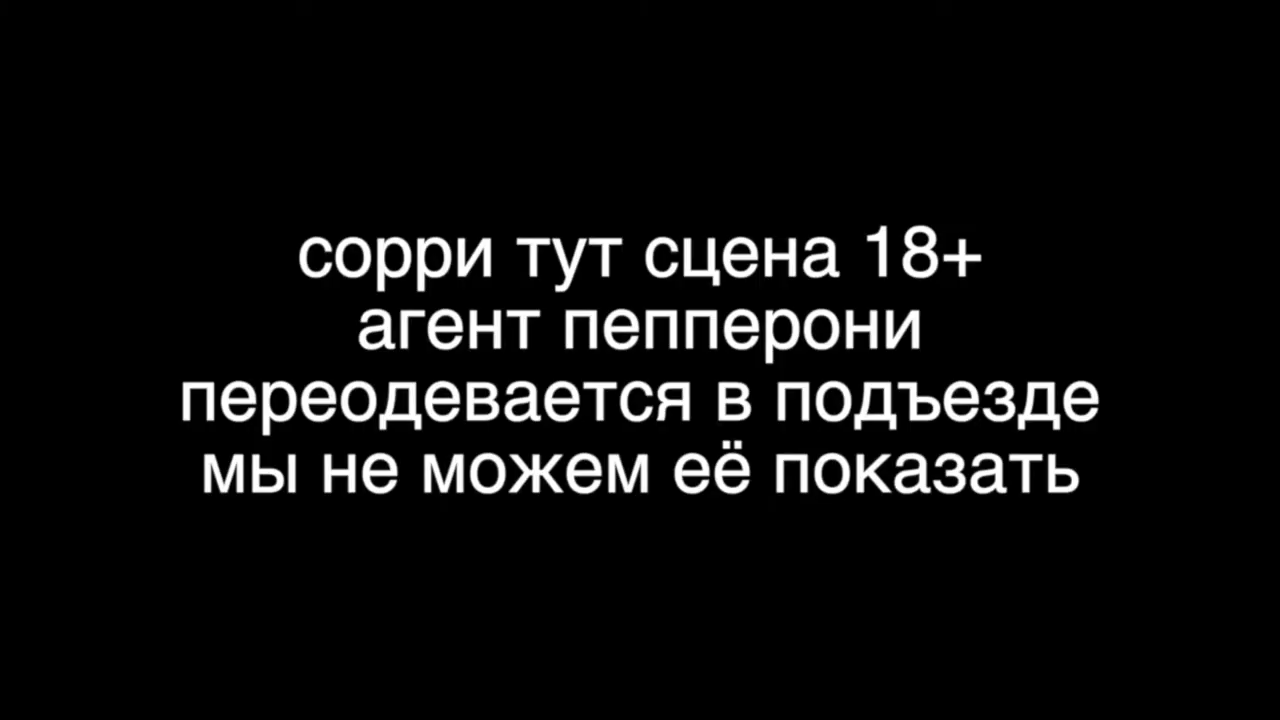 сорри тут сцена 18+
агент пепперони
переодевается в подъезде
мы не можем её показать